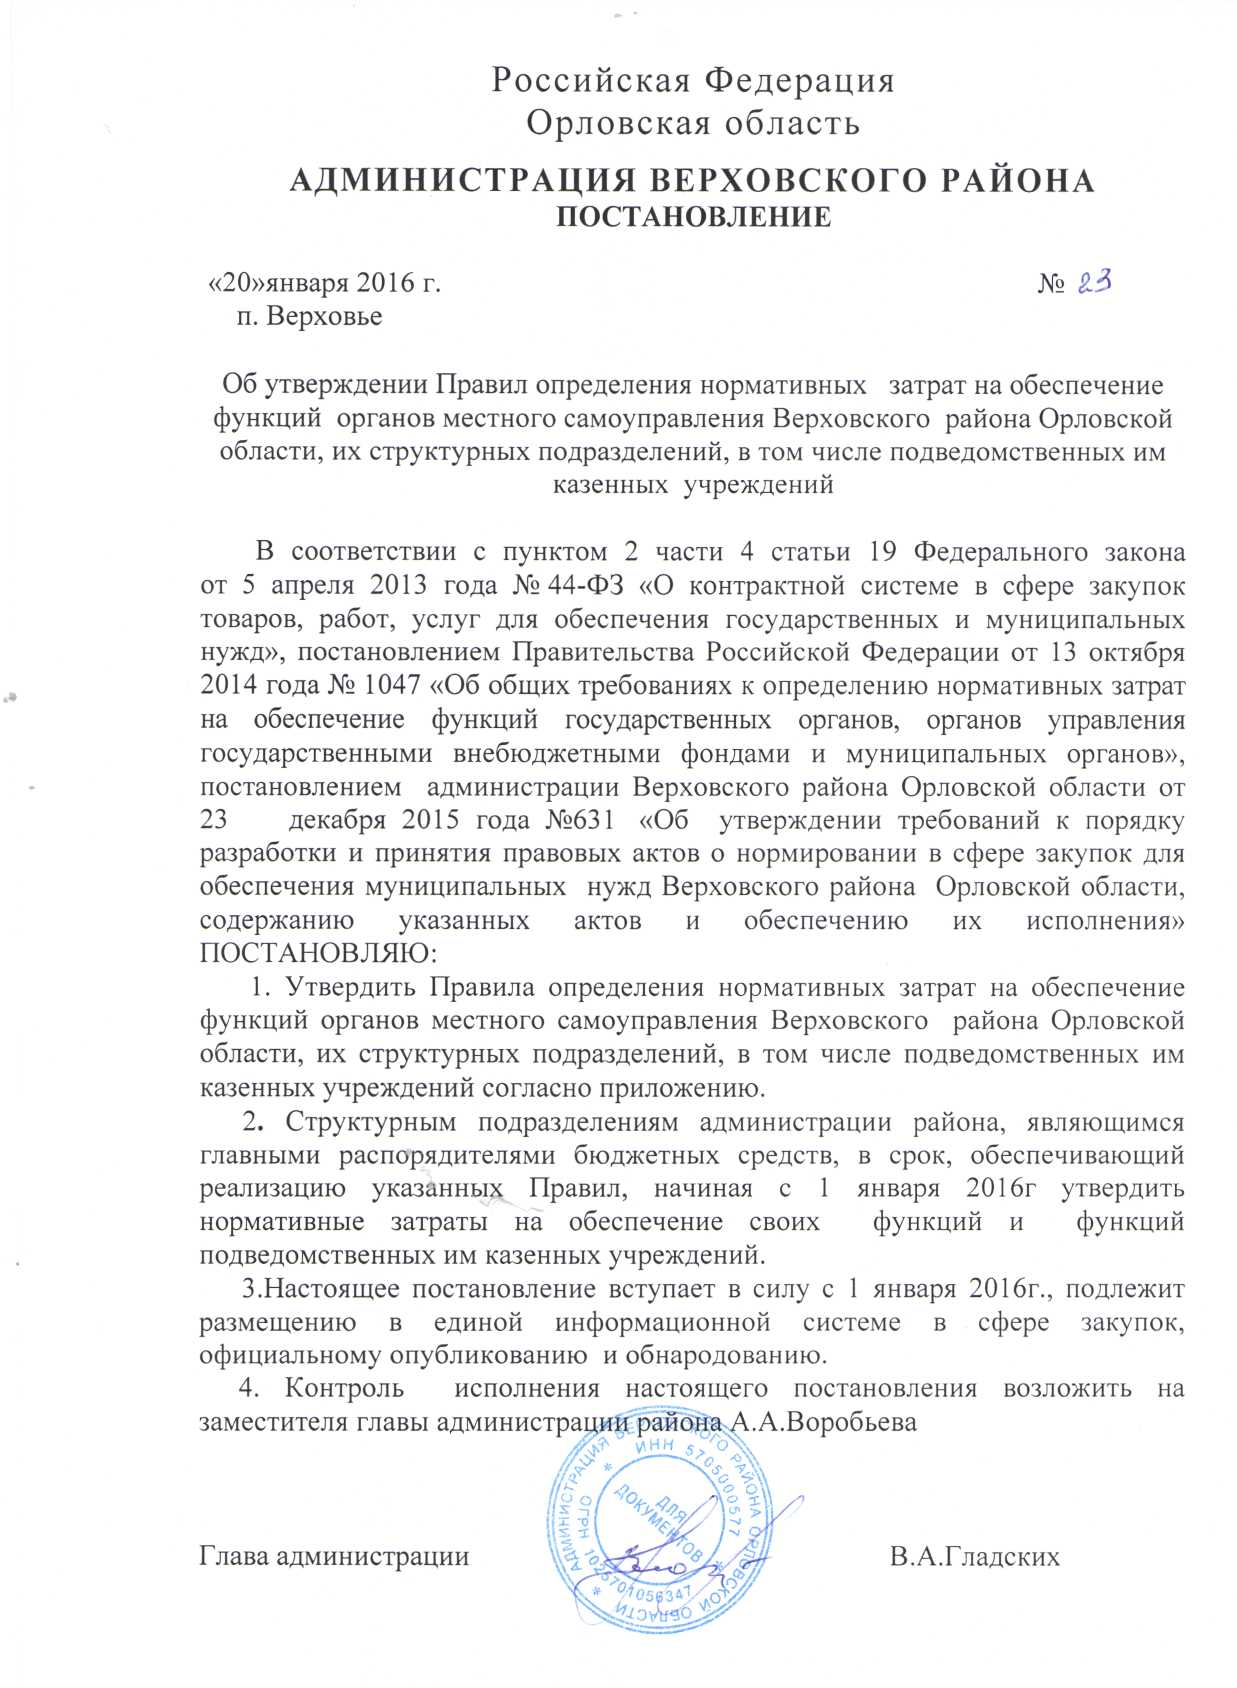 Российская Федерация
Орловская область
АДМИНИСТРАЦИЯ ВЕРХОВСКОГО РАЙОНА
ПОСТАНОВЛЕНИЕ
«20»января 2016 г. № 23
п. Верховье
Об утверждении Правил определения нормативных затрат на обеспечение
функций органов местного самоуправления Верховского района Орловской
области, их структурных подразделений, в том числе подведомственных им
казенных учреждений
В соответствии с пунктом 2 части 4 статьи 19 Федерального закона
от 5 апреля 2013 года № 44-ФЗ «О контрактной системе в сфере закупок
товаров, работ, услуг для обеспечения государственных и муниципальных
нужд», постановлением Правительства Российской Федерации от 13 октября
2014 года № 1047 «Об общих требованиях к определению нормативных затрат
на обеспечение функций государственных органов, органов управления
государственными внебюджетными фондами и муниципальных органов»,
постановлением администрации Верховского района Орловской области от
23 декабря 2015 года №631 «Об утверждении требований к порядку
разработки и принятия правовых актов о нормировании в сфере закупок для
обеспечения муниципальных нужд Верховского района Орловской области,
содержанию указанных актов и обеспечению их исполнения»
ПОСТАНОВЛЯЮ:
1. Утвердить Правила определения нормативных затрат на обеспечение
функций органов местного самоуправления Верховского района Орловской
области, их структурных подразделений, в том числе подведомственных им
казенных учреждений согласно приложению.
2. Структурным подразделениям администрации района, являющимся
главными распорядителями бюджетных средств, в срок, обеспечивающий
реализацию указанных Правил, начиная с 1 января 2016г утвердить
нормативные затраты на обеспечение своих функций и функций
подведомственных им казенных учреждений.
3.Настоящее постановление вступает в силу с 1 января 2016г., подлежит
размещению в единой информационной системе в сфере закупок,
официальному опубликованию и обнародованию.
4. Контроль исполнения настоящего постановления возложить на
заместителя главы администрации района А.А.Воробьева
АДМИНИСТРАЦИЯ ВЕРХОВСКОГО РАЙОНА ОРЛОВСКОЙ ОБЛАСТИ
ИНН 5705000577
ОГРН 1025701056347
ДЛЯ
ДОКУМЕНТОВ
Глава администрации В.А.Гладских